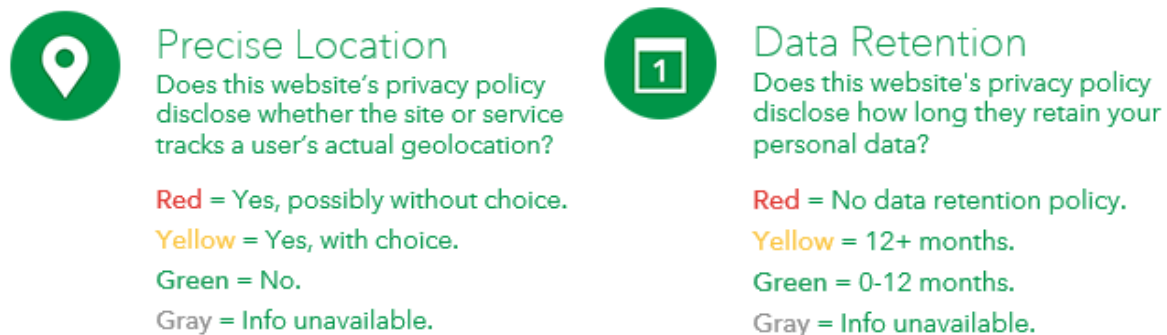 Precise Location
Does this website’s privacy policy
disclose whether the site or service
tracks a user’s actual geolocation?
Red = Yes, possibly without choice.
Yellow = Yes, with choice.
Green = No.
Gray = Info unavailable.
1
Data Retention
Does this website's privacy policy
disclose how long they retain your
personal data?
Red = No data retention policy.
Yellow = 12+ months.
Green = 0-12 months.
Gray = Info unavailable.